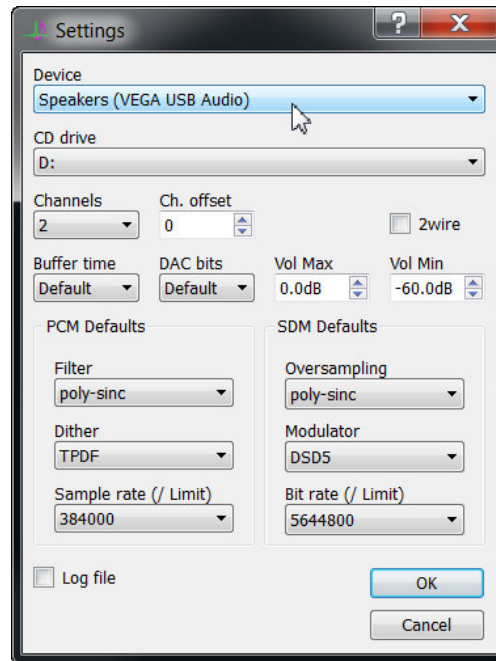 Settings
? X
Device
Speakers (VEGA USB Audio)
CD drive
D:
Channels Ch. offset
2 0 2wire
Buffer time DAC bits Vol Max Vol Min
Default Default 0.0dB -60.0dB
PCM Defaults SDM Defaults
Filter Oversampling
poly-sinc poly-sinc
Dither Modulator
TPDF DSD5
Sample rate (/ Limit) Bit rate (/ Limit)
384000 5644800
Log file OK
Cancel